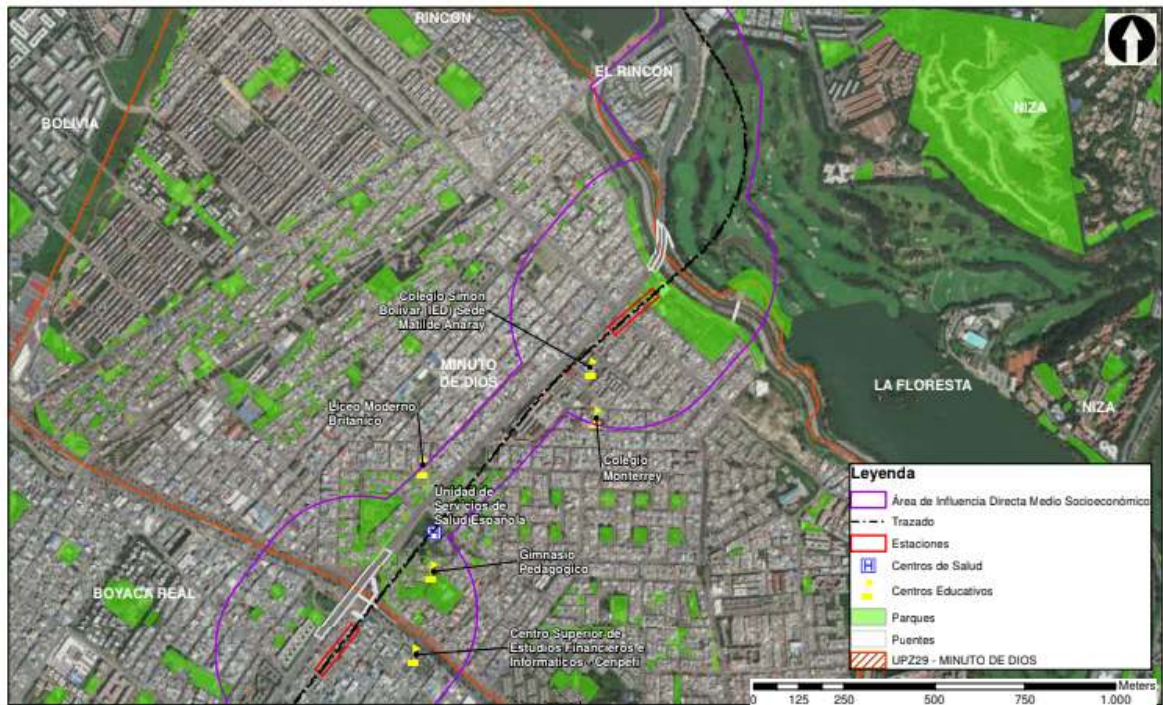 RINCON
EL RINCON
BOLIVIA
NIZA
Colegio Simon
Bolivar (IED) Sede
Matilde Anaray
MINUTO
DE DIOS
LA FLORESTA
NIZA
Liceo Moderno
Britanico
Colegio
Monterrey
Unidad de
Servicios de
SaludEspañola
Gimnasio
Pedagogico
BOYACA REAL
Centro Superior de
Estudios Financieros e
Informaticos - Cenpefi
Leyenda
Área de Influencia Directa Medio Socioeconómico
Trazado
Estaciones
H Centros de Salud
Centros Educativos
Parques
Puentes
UPZ29 - MINUTO DE DIOS
Meters
0 125 250 500 750 1.000